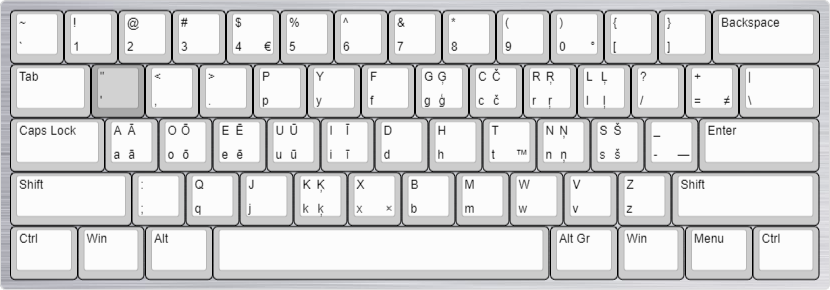 ~ ! @ # $ % ^ & * ( ) { } Backspace
` 1 2 3 4 € 5 6 7 8 9 0 ° [ ]
Tab " < > P Y F G Ģ C Č R Ŗ L Ļ ? + |
' , . p y f g ģ c č r ŗ l ļ / = ≠ \
Caps Lock A Ā O Õ E Ē U Ū I Ī D H T N Ņ S Š _ Enter
a ā o õ e ē u ū i ī d h t ™ n ņ s š - —
Shift : Q J K Ķ X B M W V Z Shift
; q j k ķ x × b m w v z
Ctrl Win Alt Alt Gr Win Menu Ctrl